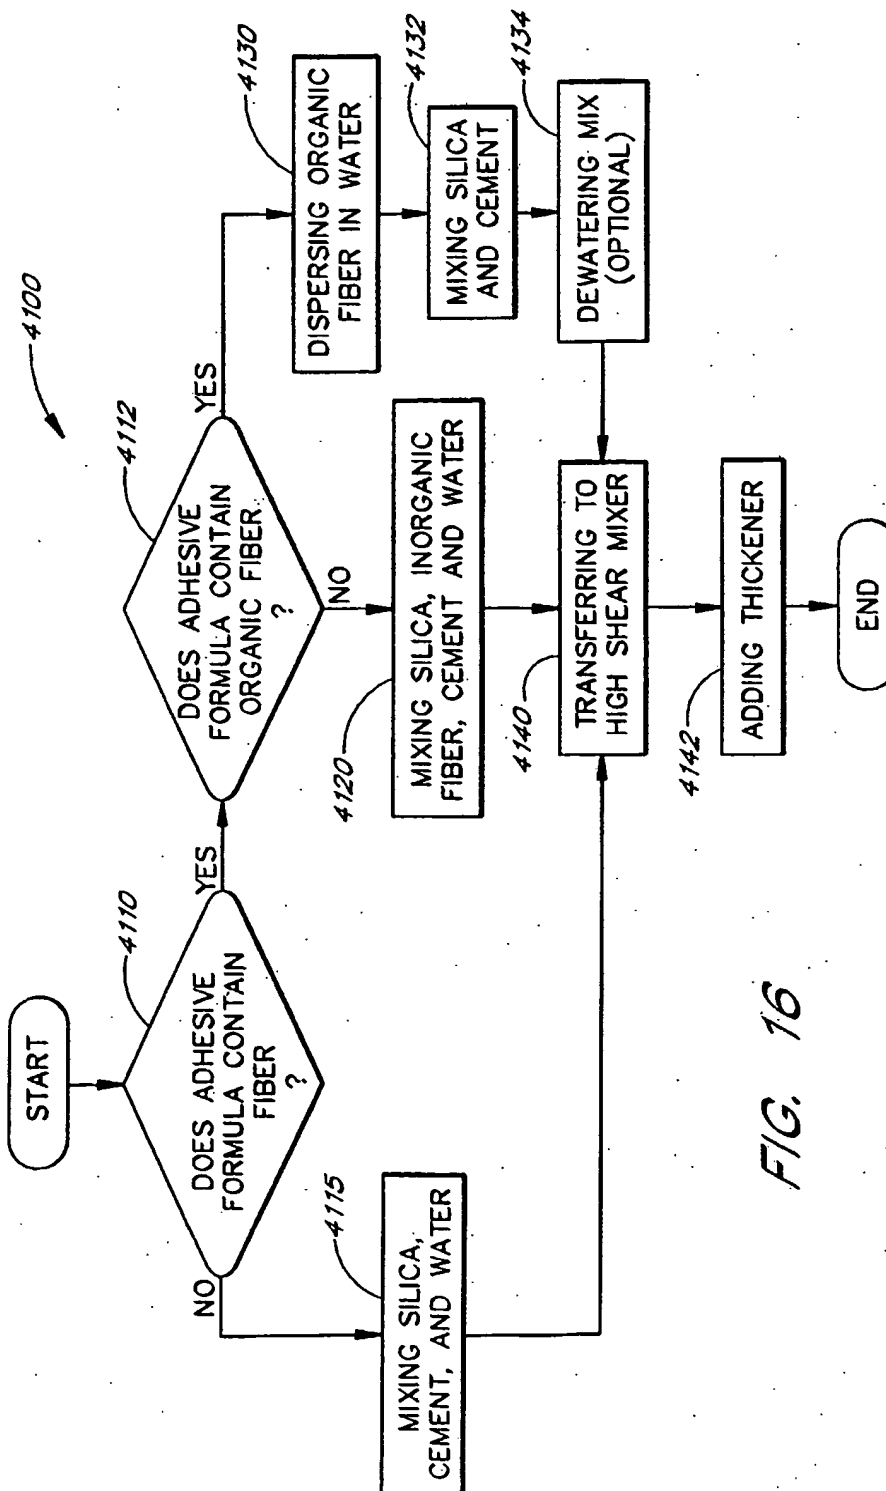 4100
START
4110
DOES ADHESIVE
FORMULA CONTAIN
FIBER
?
NO
YES
4112
DOES ADHESIVE
FORMULA CONTAIN
ORGANIC FIBER
?
YES
NO
4115
MIXING SILICA,
CEMENT, AND WATER
4120
MIXING SILICA, INORGANIC
FIBER, CEMENT AND WATER
4130
DISPERSING ORGANIC
FIBER IN WATER
4132
MIXING SILICA
AND CEMENT
4134
DEWATERING MIX
(OPTIONAL)
4140
TRANSFERRING TO
HIGH SHEAR MIXER
4142
ADDING THICKENER
END
FIG. 16